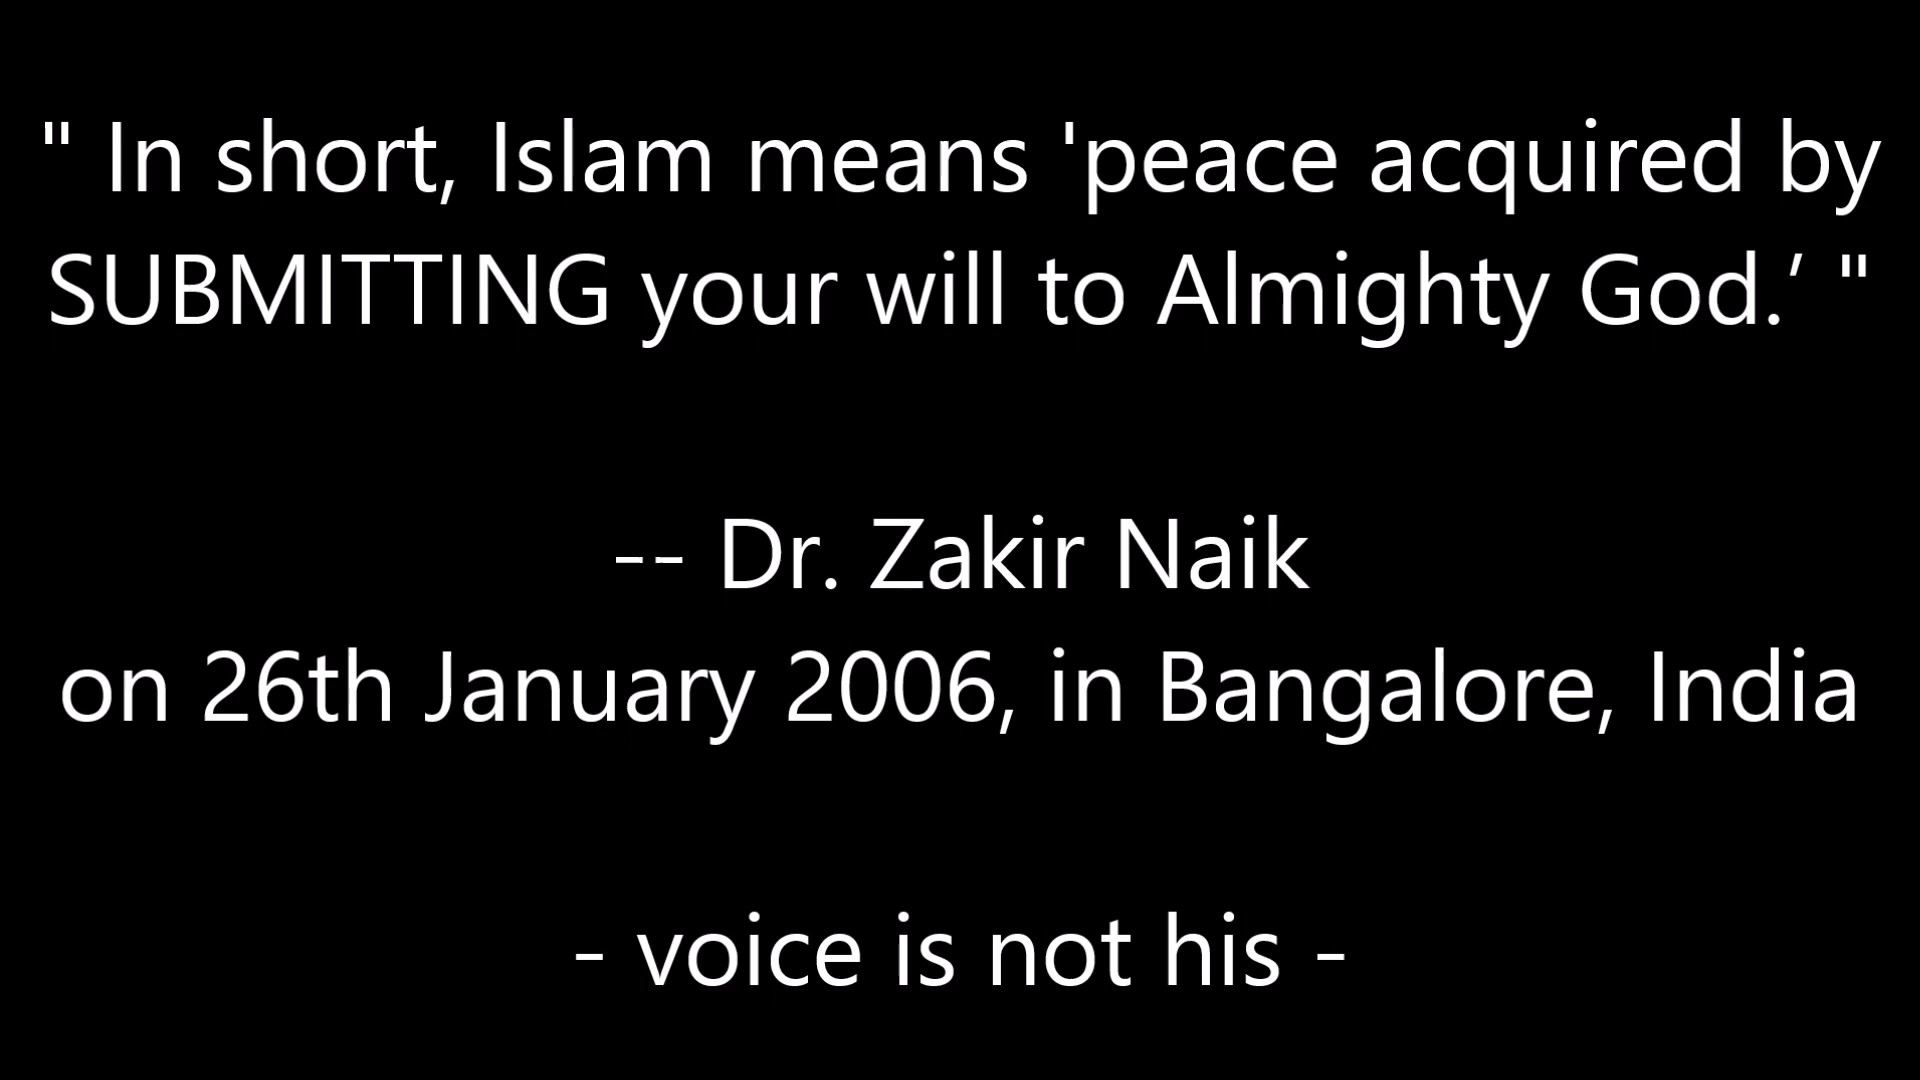 " In short, Islam means 'peace acquired by
SUBMITTING your will to Almighty God.’ "
-- Dr. Zakir Naik
on 26th January 2006, in Bangalore, India
- voice is not his -